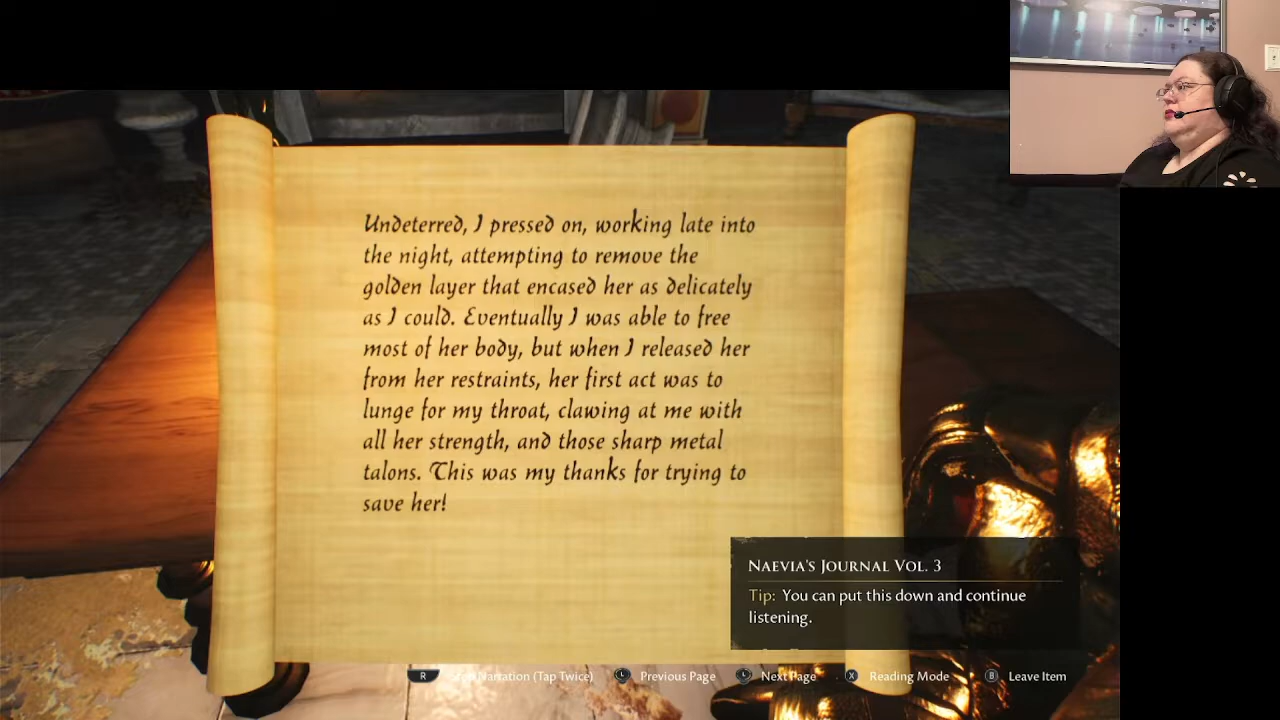 Undeterred, I pressed on, working late into
the night, attempting to remove the
golden layer that encased her as delicately
as I could. Eventually I was able to free
most of her body, but when I released her
from her restraints, her first act was to
lunge for my throat, clawing at me with
all her strength, and those sharp metal
talons. This was my thanks for trying to
save her!
NAEVIA'S JOURNAL VOL. 3
Tip: You can put this down and continue
listening.
R Stop Narration (Tap Twice) L Previous Page L Next Page X Reading Mode B Leave Item